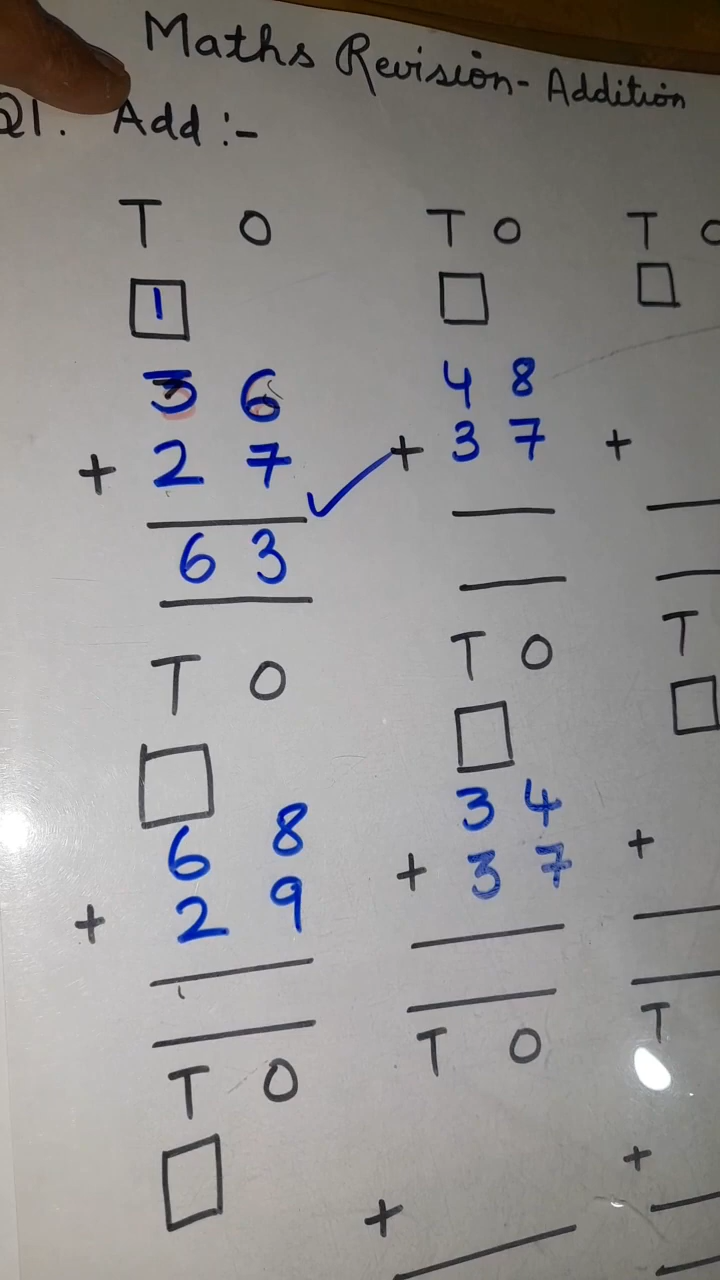 Maths Revision - Addition
Q1. Add :-
T O T O T O
1
3 6 4 8
+ 2 7 + 3 7 +
6 3
T O T O T
6 8 3 4
+ 2 9 + 3 7 +
T O T O T
+ +